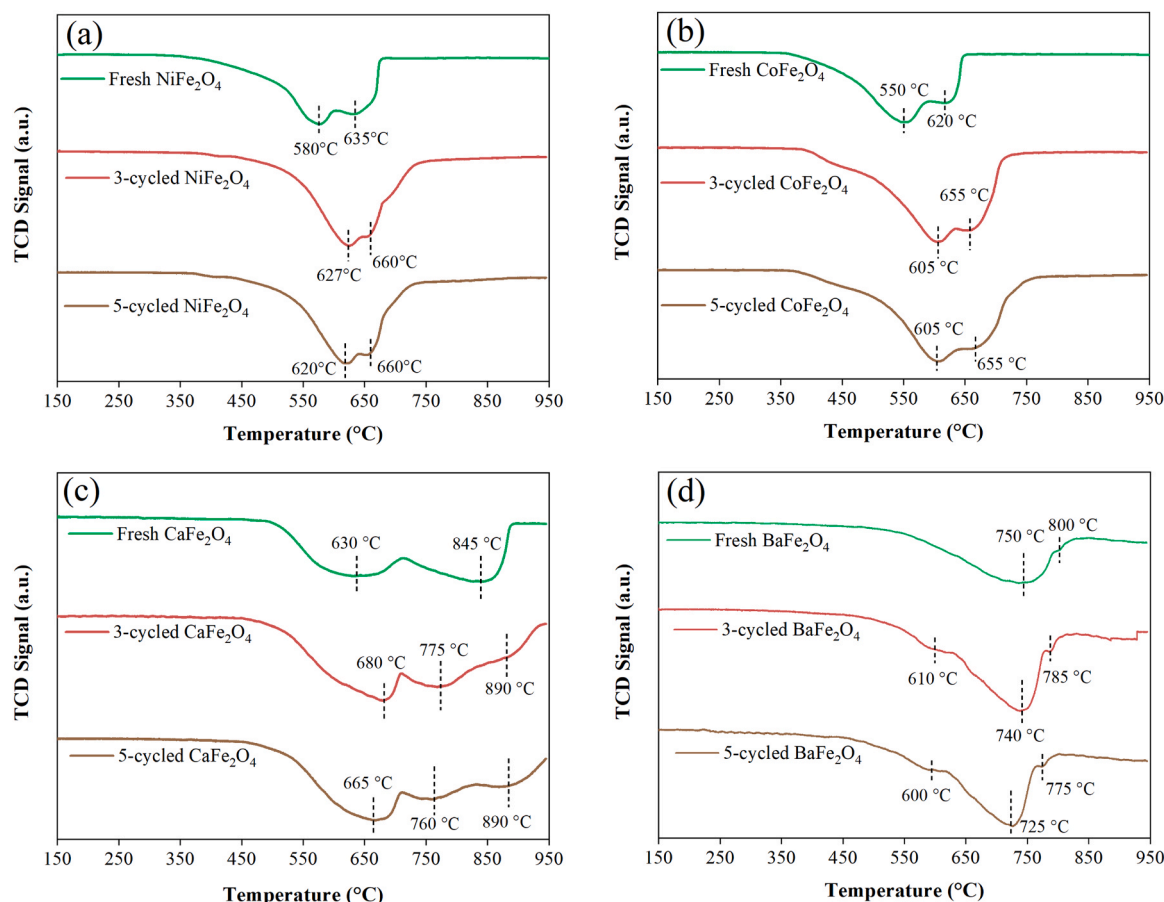 (a)
Fresh NiFe₂O₄
580°C
635°C
3-cycled NiFe₂O₄
627°C
660°C
5-cycled NiFe₂O₄
620°C
660°C
TCD Signal (a.u.)
150 250 350 450 550 650 750 850 950
Temperature (°C)
(b)
Fresh CoFe₂O₄
550 °C
620 °C
3-cycled CoFe₂O₄
655 °C
605 °C
5-cycled CoFe₂O₄
605 °C
655 °C
TCD Signal (a.u.)
150 250 350 450 550 650 750 850 950
Temperature (°C)
(c)
Fresh CaFe₂O₄
630 °C
845 °C
3-cycled CaFe₂O₄
680 °C
775 °C
890 °C
5-cycled CaFe₂O₄
665 °C
760 °C
890 °C
TCD Signal (a.u.)
150 250 350 450 550 650 750 850 950
Temperature (°C)
(d)
Fresh BaFe₂O₄
750 °C
800 °C
3-cycled BaFe₂O₄
610 °C
785 °C
740 °C
5-cycled BaFe₂O₄
600 °C
775 °C
725 °C
TCD Signal (a.u.)
150 250 350 450 550 650 750 850 950
Temperature (°C)